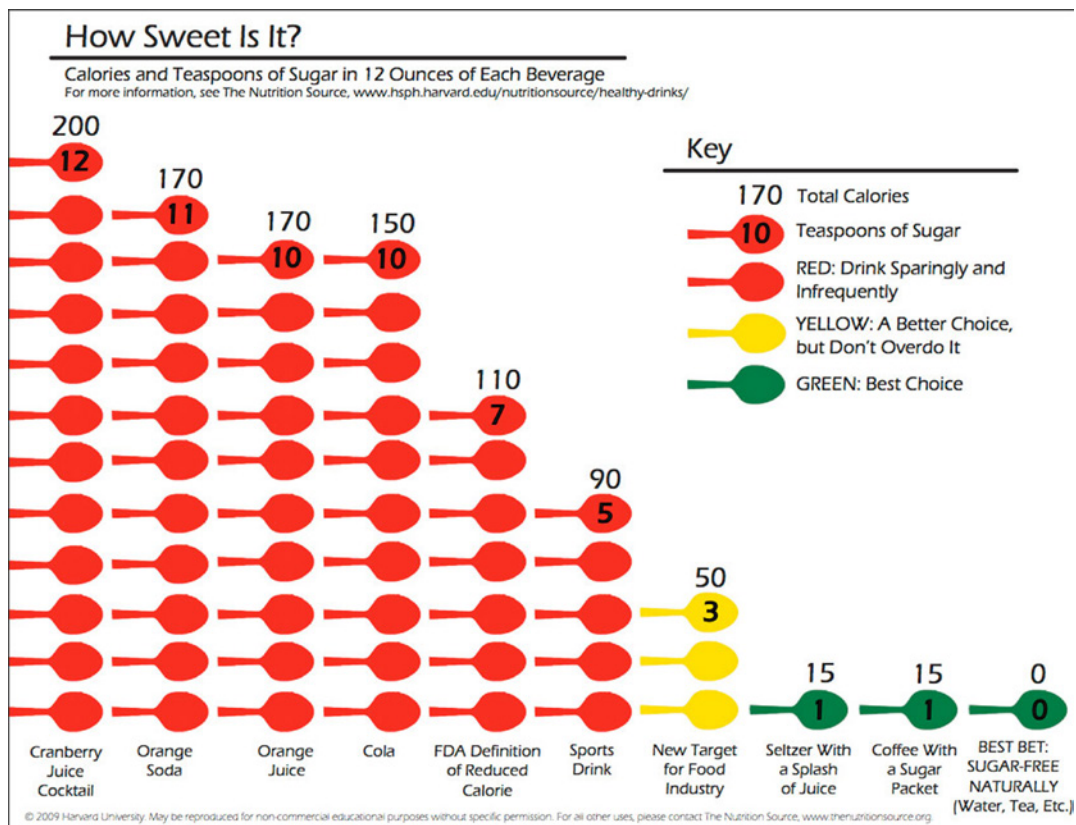 How Sweet Is It?
Calories and Teaspoons of Sugar in 12 Ounces of Each Beverage
For more information, see The Nutrition Source, www.hsph.harvard.edu/nutritionsource/healthy-drinks/
200
12
170
11
170
10
150
10
110
7
90
5
50
3
15
1
15
1
0
0
Key
170 Total Calories
10 Teaspoons of Sugar
RED: Drink Sparingly and
Infrequently
YELLOW: A Better Choice,
but Don't Overdo It
GREEN: Best Choice
Cranberry
Juice
Cocktail
Orange
Soda
Orange
Juice
Cola
FDA Definition
of Reduced
Calorie
Sports
Drink
New Target
for Food
Industry
Seltzer With
a Splash
of Juice
Coffee With
a Sugar
Packet
BEST BET:
SUGAR-FREE
NATURALLY
(Water, Tea, Etc.)
© 2009 Harvard University. May be reproduced for non-commercial educational purposes without specific permission. For all other uses, please contact The Nutrition Source, www.thenutritionsource.org.